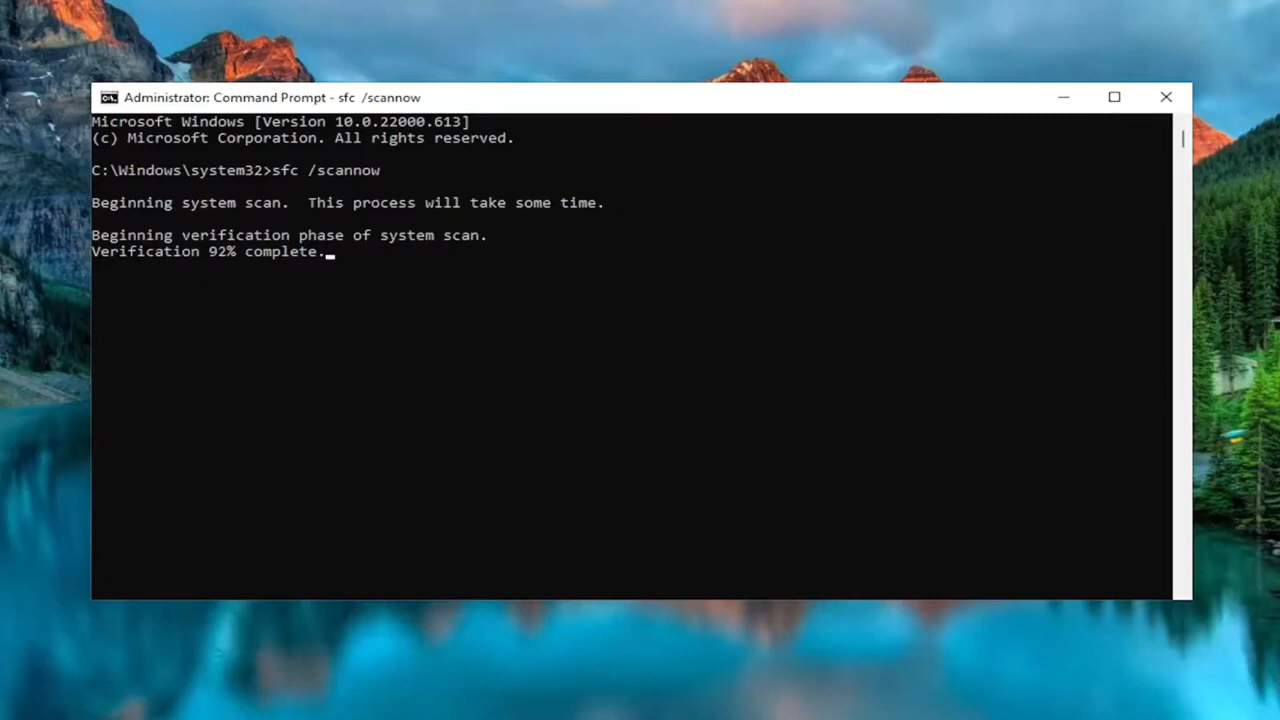 Administrator: Command Prompt - sfc /scannow
Microsoft Windows [Version 10.0.22000.613]
(c) Microsoft Corporation. All rights reserved.
C:\Windows\system32>sfc /scannow
Beginning system scan.  This process will take some time.
Beginning verification phase of system scan.
Verification 92% complete.